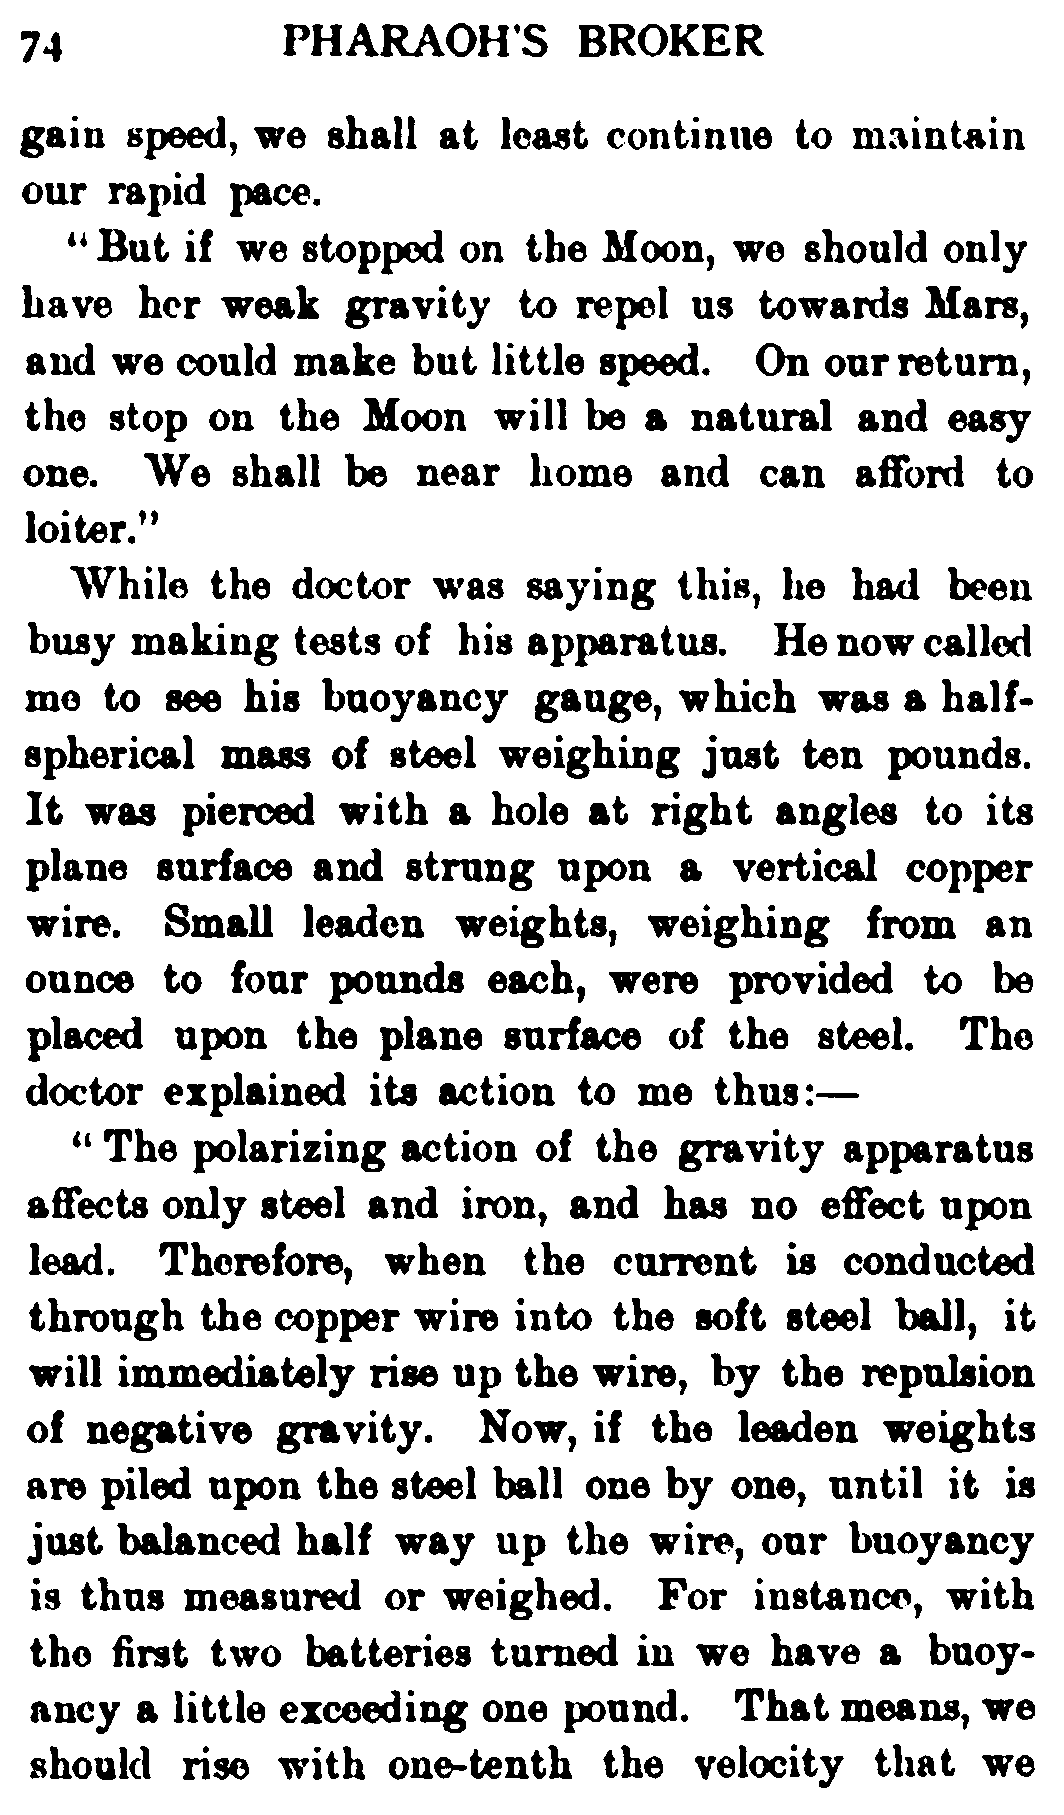 74 PHARAOH'S BROKER
gain speed, we shall at least continue to maintain
our rapid pace.
“ But if we stopped on the Moon, we should only
have her weak gravity to repel us towards Mars,
and we could make but little speed. On our return,
the stop on the Moon will be a natural and easy
one. We shall be near home and can afford to
loiter.”
While the doctor was saying this, he had been
busy making tests of his apparatus. He now called
me to see his buoyancy gauge, which was a half-
spherical mass of steel weighing just ten pounds.
It was pierced with a hole at right angles to its
plane surface and strung upon a vertical copper
wire. Small leaden weights, weighing from an
ounce to four pounds each, were provided to be
placed upon the plane surface of the steel. The
doctor explained its action to me thus:—
“ The polarizing action of the gravity apparatus
affects only steel and iron, and has no effect upon
lead. Therefore, when the current is conducted
through the copper wire into the soft steel ball, it
will immediately rise up the wire, by the repulsion
of negative gravity. Now, if the leaden weights
are piled upon the steel ball one by one, until it is
just balanced half way up the wire, our buoyancy
is thus measured or weighed. For instance, with
the first two batteries turned in we have a buoy-
ancy a little exceeding one pound. That means, we
should rise with one-tenth the velocity that we